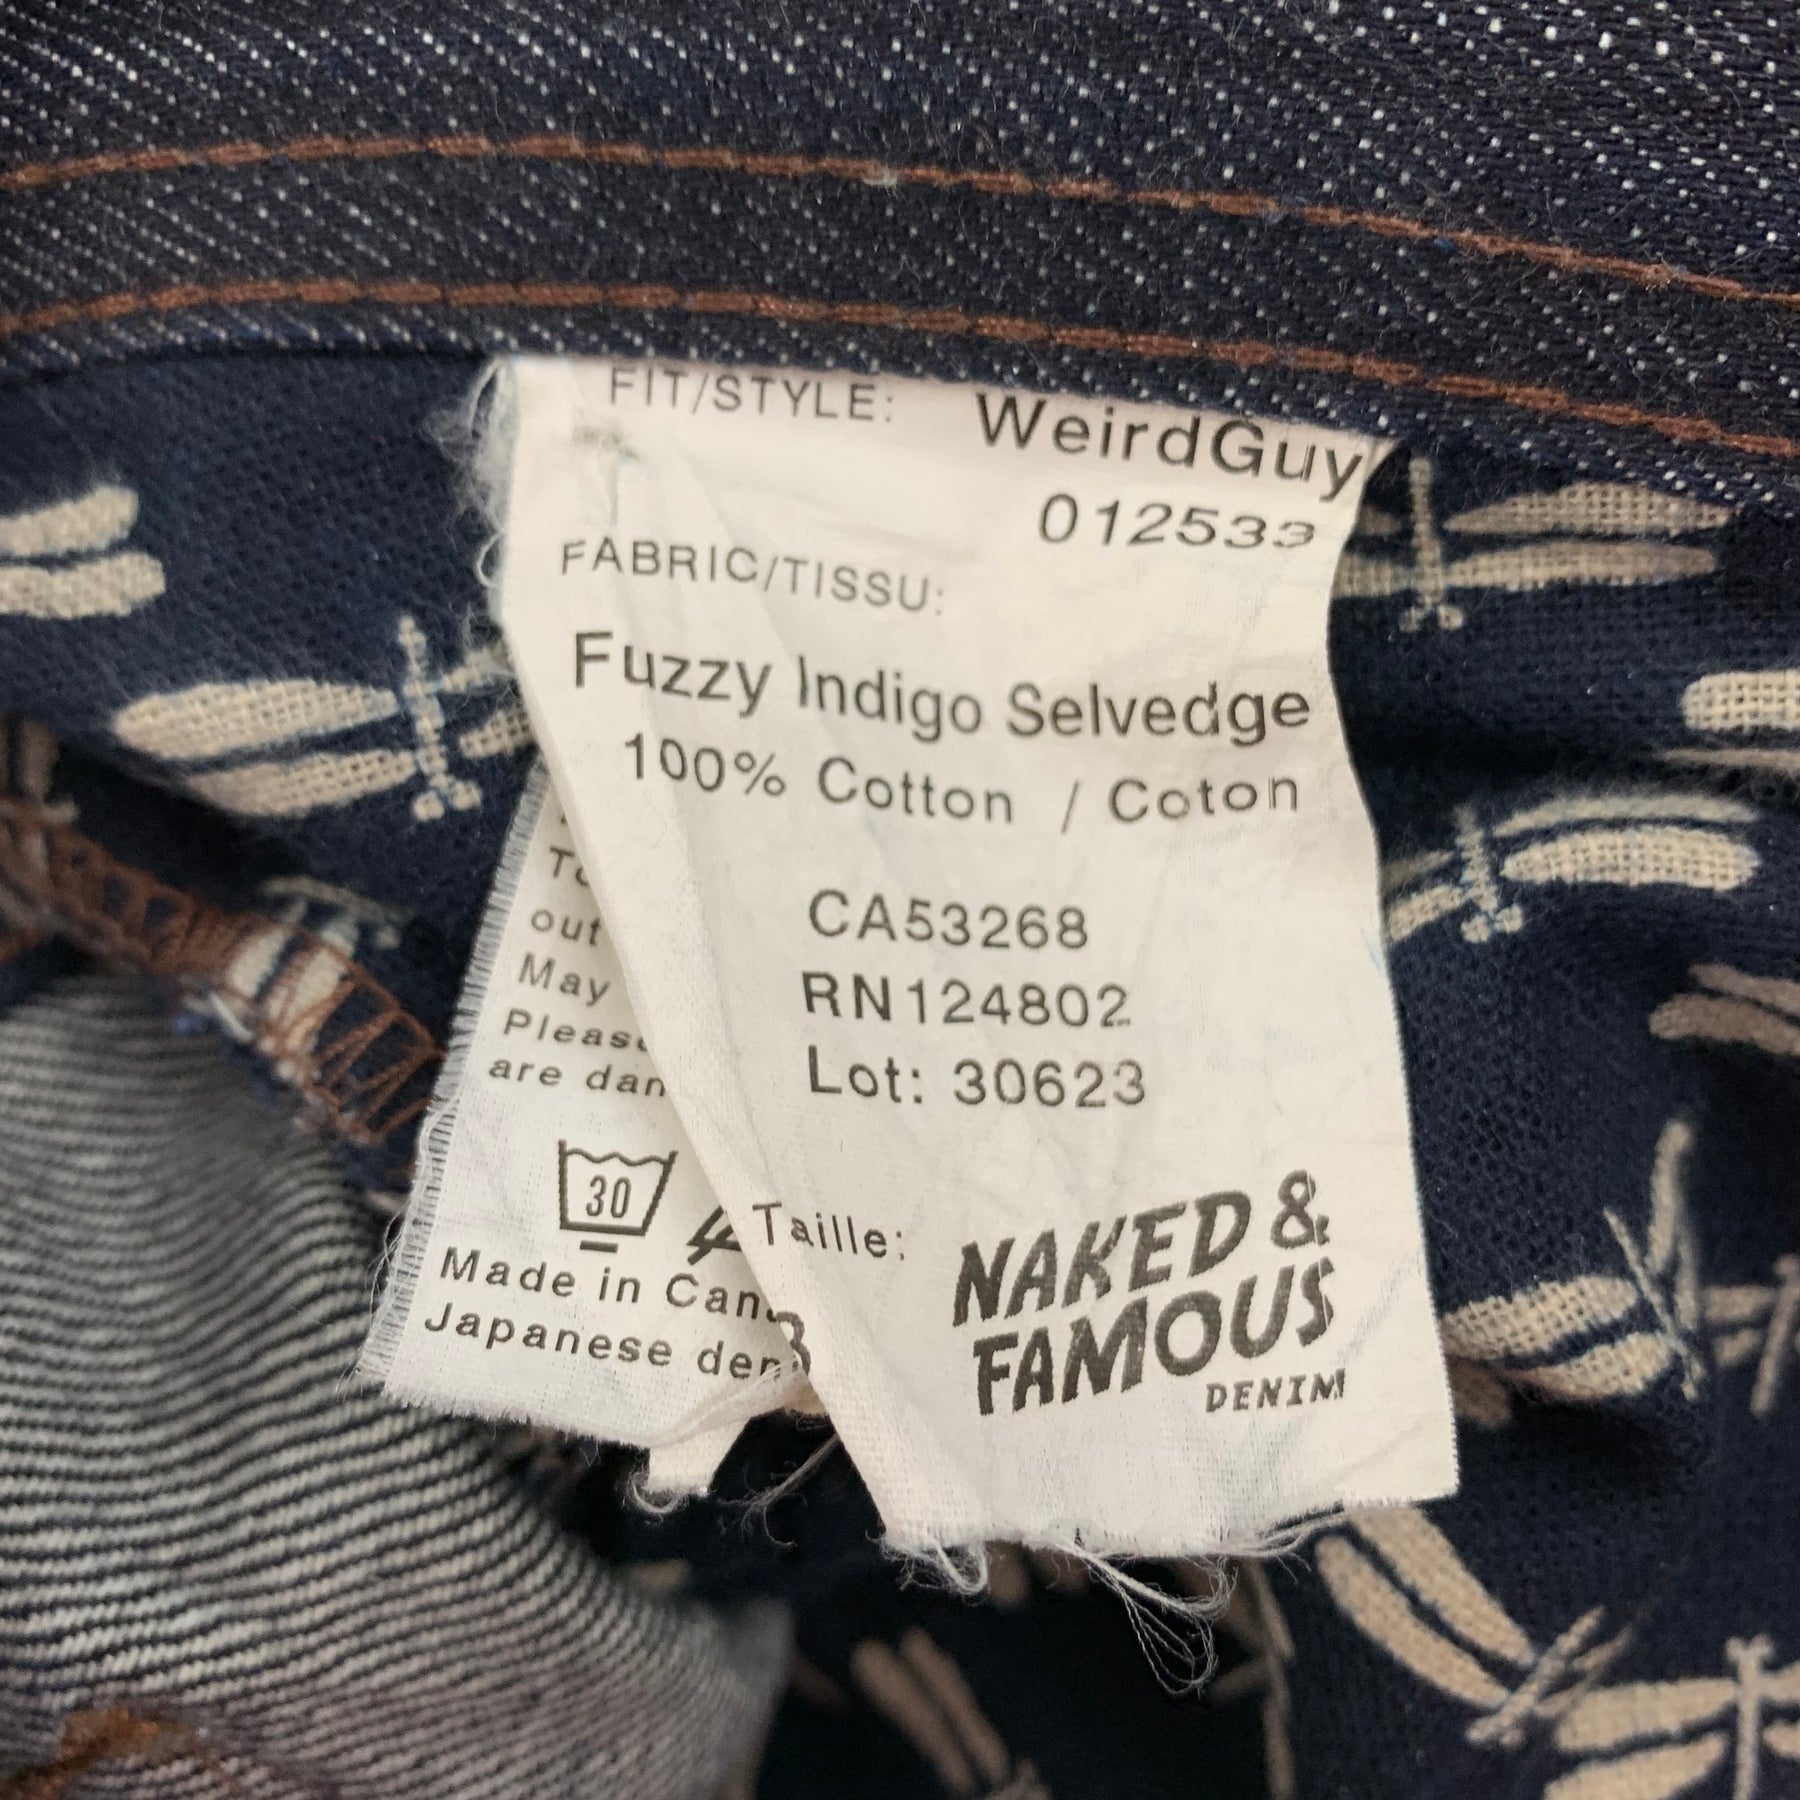 FIT/STYLE: WeirdGuy
012533
FABRIC/TISSU:
Fuzzy Indigo Selvedge
100% Cotton / Coton
CA53268
RN124802
Lot: 30623
Taille:
NAKED &
FAMOUS
DENIM
out
May
are
30
Made in
Japanese